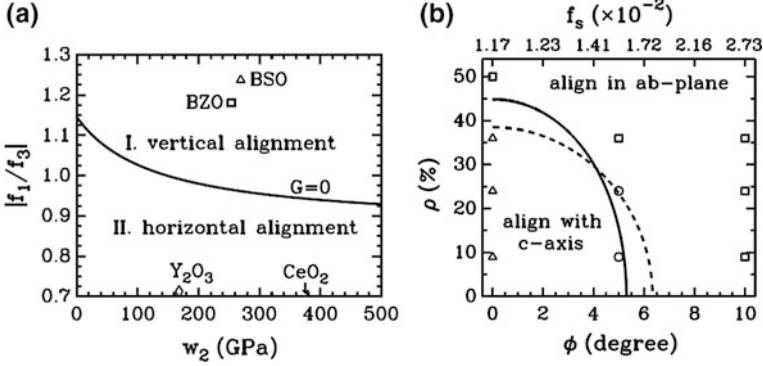 (a)
1.3
1.2
1.1
1.0
0.9
0.8
0.7
|f₁/f₃|
BSO
BZO
I. vertical alignment
G=0
II. horizontal alignment
Y₂O₃
CeO₂
0 100 200 300 400 500
w₂ (GPa)
(b)
fₛ (×10⁻²)
1.17 1.23 1.41 1.72 2.16 2.73
50
40
30
20
10
0
ρ (%)
align in ab-plane
align with
c-axis
0 2 4 6 8 10
ϕ (degree)